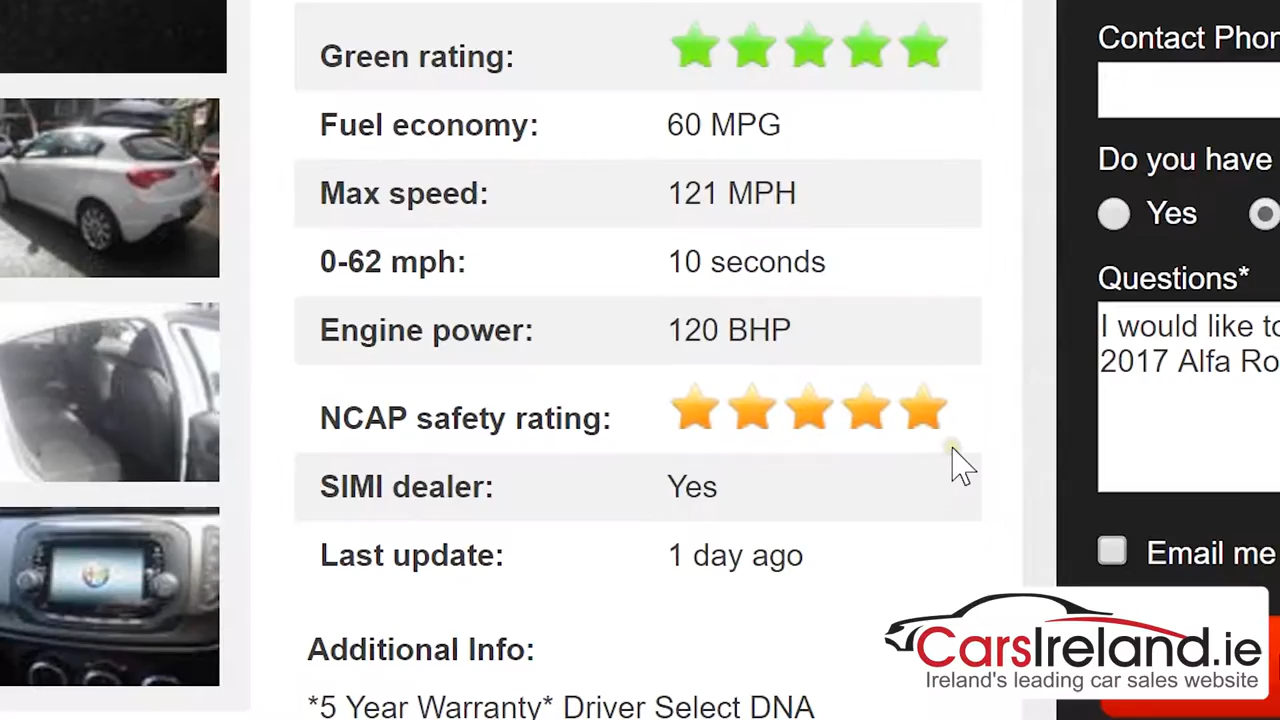 Green rating:
Fuel economy: 60 MPG
Max speed: 121 MPH
0-62 mph: 10 seconds
Engine power: 120 BHP
NCAP safety rating:
SIMI dealer: Yes
Last update: 1 day ago
Additional Info:
*5 Year Warranty* Driver Select DNA
Contact Phon
Do you have
Yes
Questions*
I would like to
2017 Alfa Ro
Email me
CarsIreland.ie
Ireland's leading car sales website